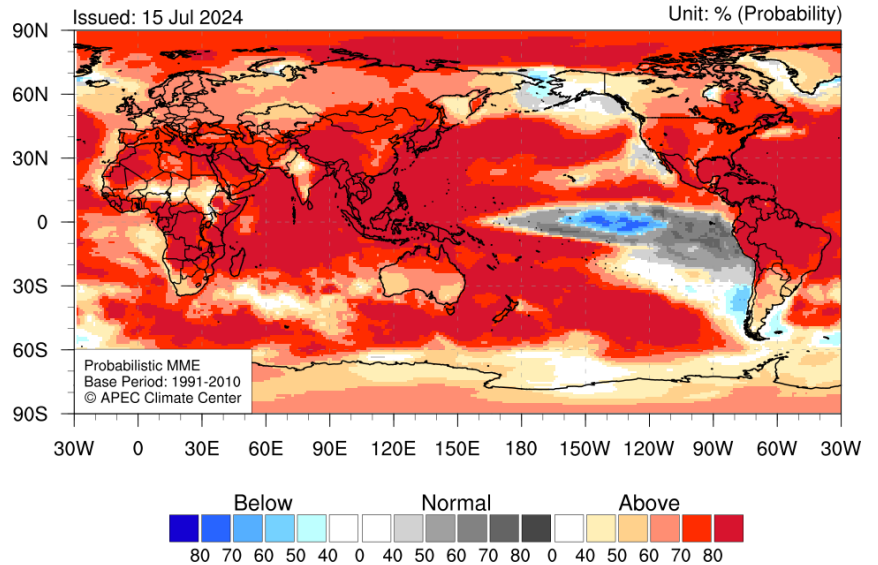 Issued: 15 Jul 2024
Unit: % (Probability)
90N
60N
30N
0
30S
60S
90S
Probabilistic MME
Base Period: 1991-2010
© APEC Climate Center
30W 0 30E 60E 90E 120E 150E 180 150W 120W 90W 60W 30W
Below Normal Above
80 70 60 50 40 0 40 50 60 70 80 0 40 50 60 70 80